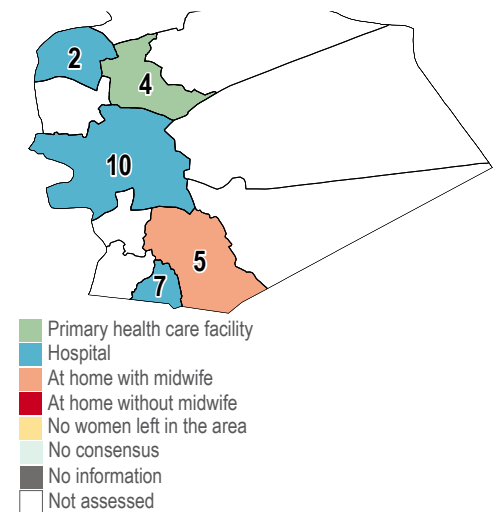 2
4
10
5
7
Primary health care facility
Hospital
At home with midwife
At home without midwife
No women left in the area
No consensus
No information
Not assessed